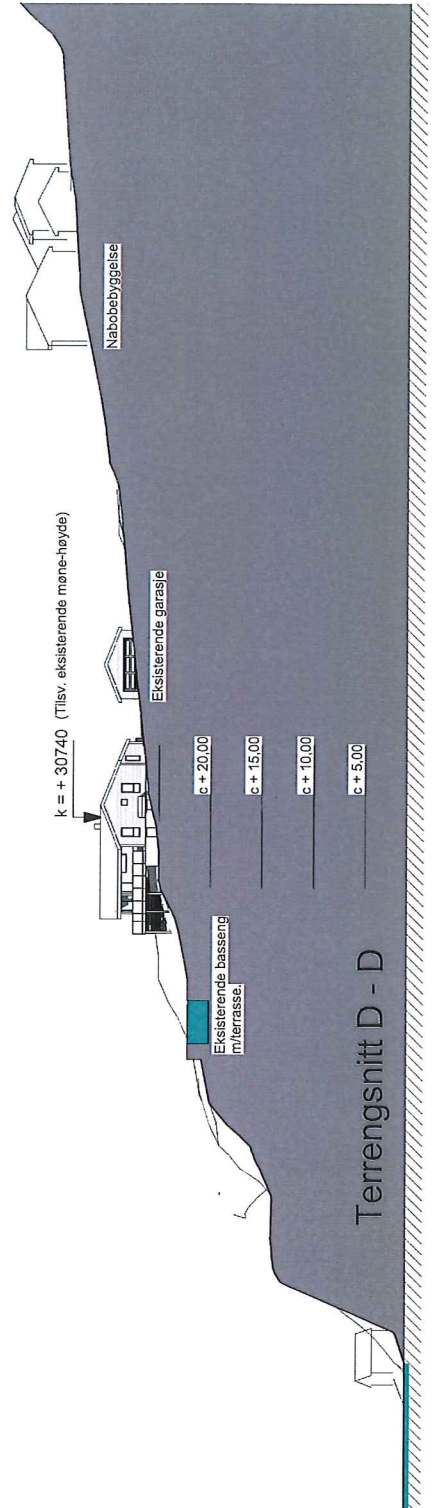 Nabobebyggelse
k = + 30740 (Tilsv. eksisterende møne-høyde)
Eksisterende garasje
c + 20,00
c + 15,00
c + 10,00
c + 5,00
Eksisterende basseng
m/terrasse.
Terrengsnitt D - D